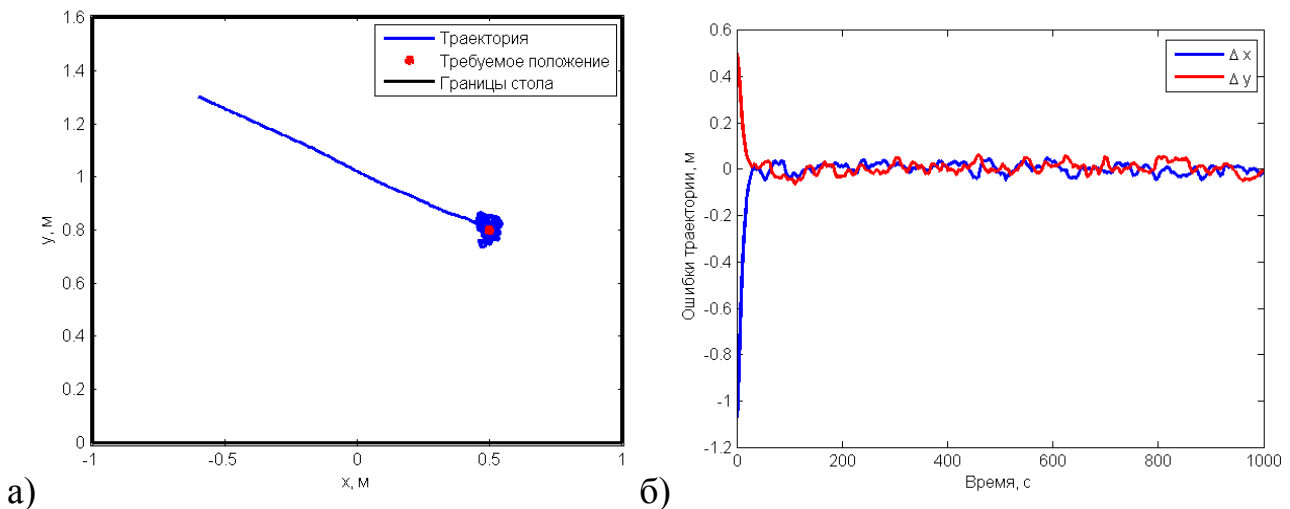 1.6
1.4
1.2
1
0.8
0.6
0.4
0.2
0
-1
-0.5
0
0.5
1
y, м
x, м
Траектория
Требуемое положение
Границы стола
а)
0.6
0.4
0.2
0
-0.2
-0.4
-0.6
-0.8
-1
-1.2
0
200
400
600
800
1000
Ошибки траектории, м
Время, с
Δ x
Δ y
б)